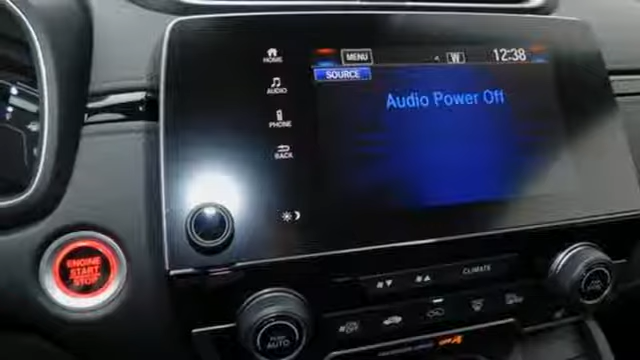 HOME
MENU
W
12:38
SOURCE
AUDIO
Audio Power Off
PHONE
BACK
ENGINE
START
STOP
CLIMATE
AUTO